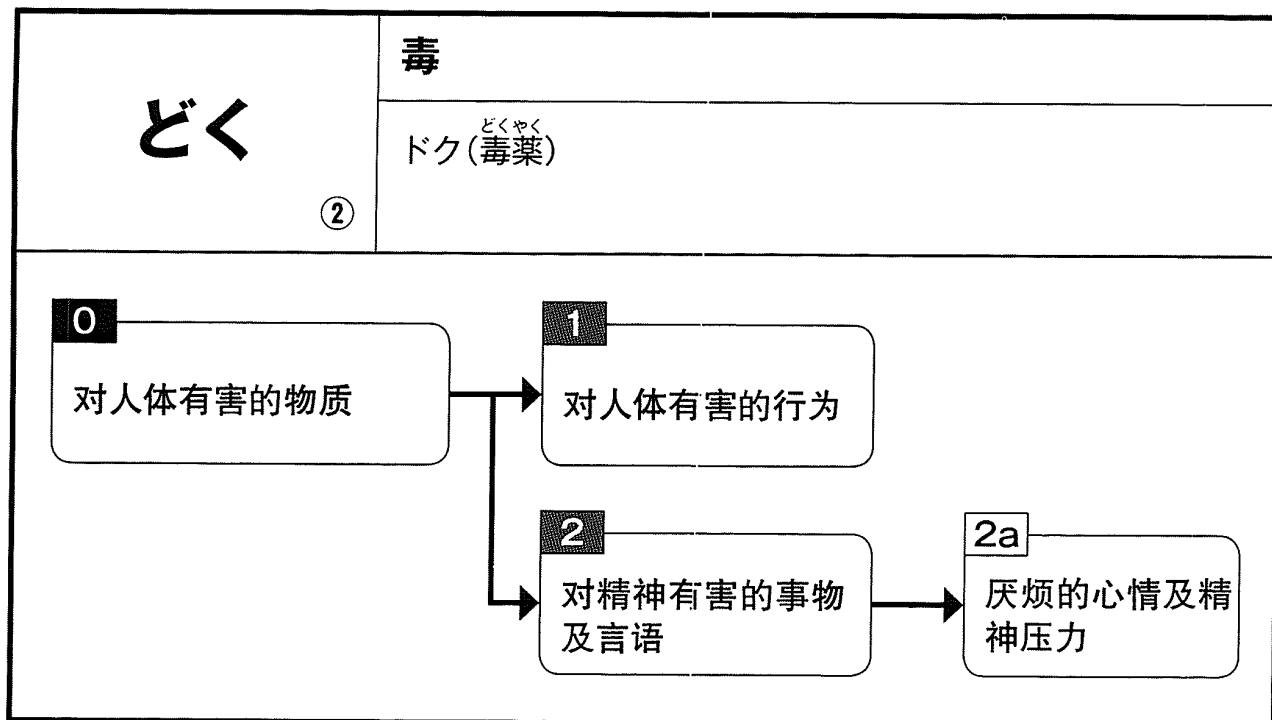 どく
②
毒
どくやく
ドク(毒薬)
0
对人体有害的物质
1
对人体有害的行为
2
对精神有害的事物
及言语
2a
厌烦的心情及精
神压力